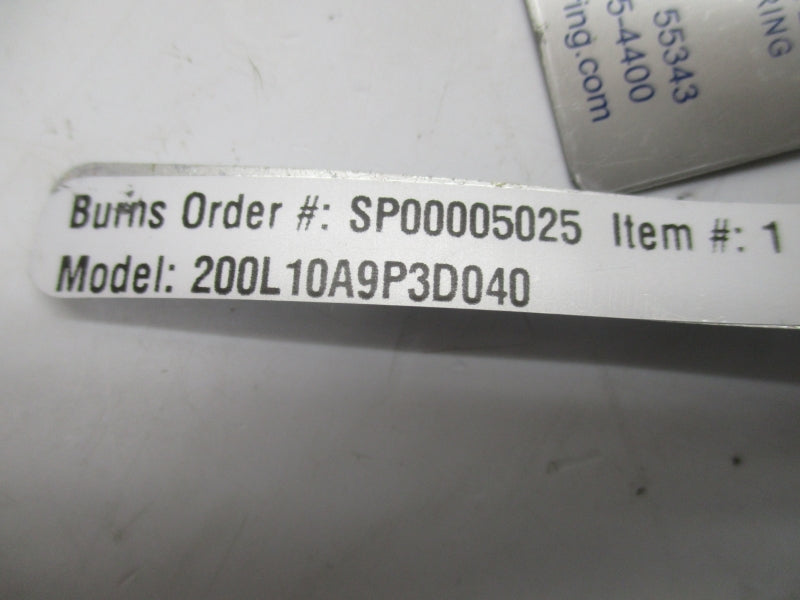 Burns Order #: SP00005025 Item #: 1
Model: 200L10A9P3D040
RING
55343
5-4400
ring.com